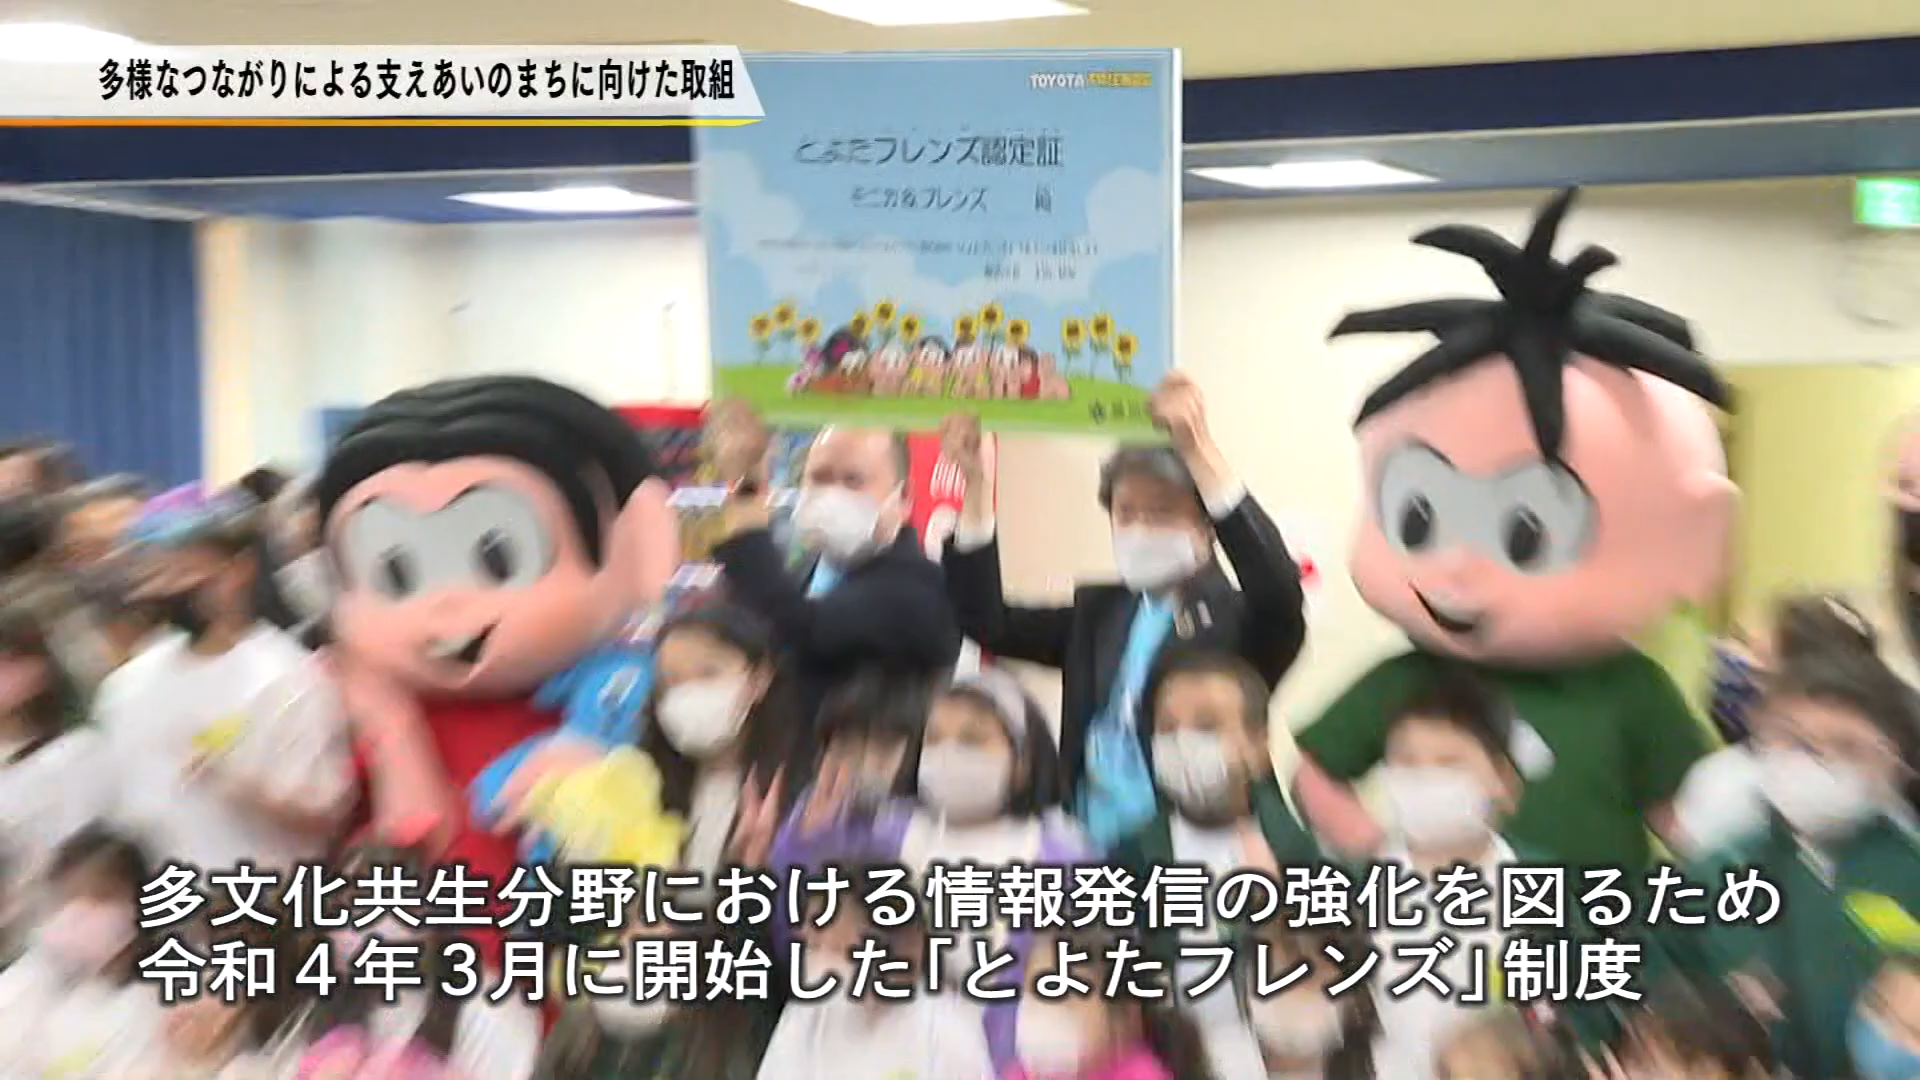 多様なつながりによる支えあいのまちに向けた取組
TOYOTA FRIENDS
とよたフレンズ認定証
モニカ&フレンズ 様
多文化共生分野における情報発信の強化を図るため
令和４年３月に開始した「とよたフレンズ」制度